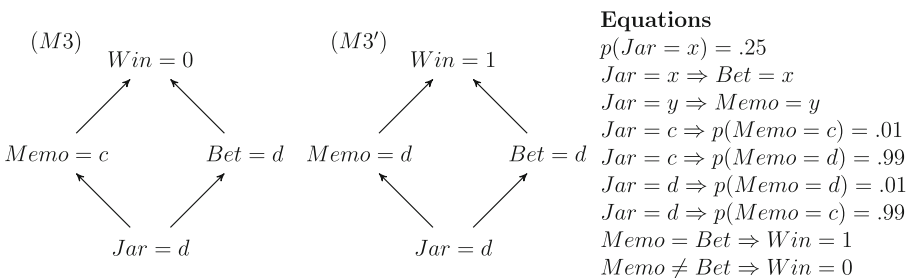 (M3)
Win = 0
Memo = c
Bet = d
Jar = d
(M3′)
Win = 1
Memo = d
Bet = d
Jar = d
Equations
p(Jar = x) = .25
Jar = x ⇒ Bet = x
Jar = y ⇒ Memo = y
Jar = c ⇒ p(Memo = c) = .01
Jar = c ⇒ p(Memo = d) = .99
Jar = d ⇒ p(Memo = d) = .01
Jar = d ⇒ p(Memo = c) = .99
Memo = Bet ⇒ Win = 1
Memo ≠ Bet ⇒ Win = 0